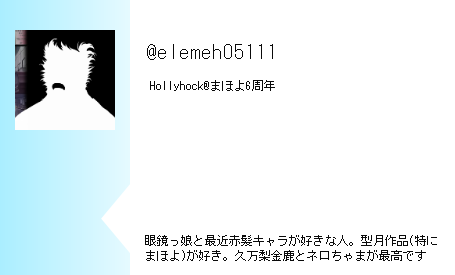 @elemeh05111
Hollyhock@まほよ6周年
眼鏡っ娘と最近赤髪キャラが好きな人。型月作品(特に
まほよ)が好き。久万梨金鹿とネロちゃまが最高です